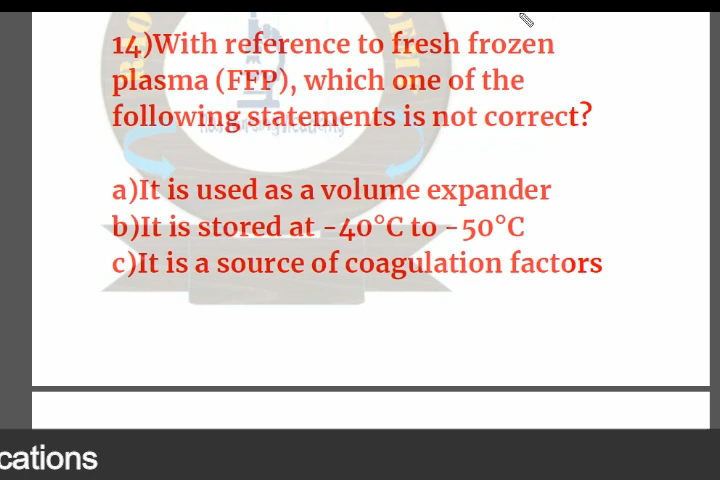 14)With reference to fresh frozen
plasma (FFP), which one of the
following statements is not correct?
a)It is used as a volume expander
b)It is stored at -40°C to -50°C
c)It is a source of coagulation factors
cations